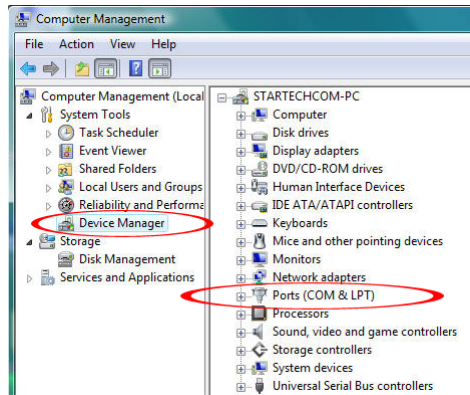 Computer Management
File Action View Help
Computer Management (Local
System Tools
Task Scheduler
Event Viewer
Shared Folders
Local Users and Groups
Reliability and Performa
Device Manager
Storage
Disk Management
Services and Applications
STARTECHCOM-PC
Computer
Disk drives
Display adapters
DVD/CD-ROM drives
Human Interface Devices
IDE ATA/ATAPI controllers
Keyboards
Mice and other pointing devices
Monitors
Network adapters
Ports (COM & LPT)
Processors
Sound, video and game controllers
Storage controllers
System devices
Universal Serial Bus controllers